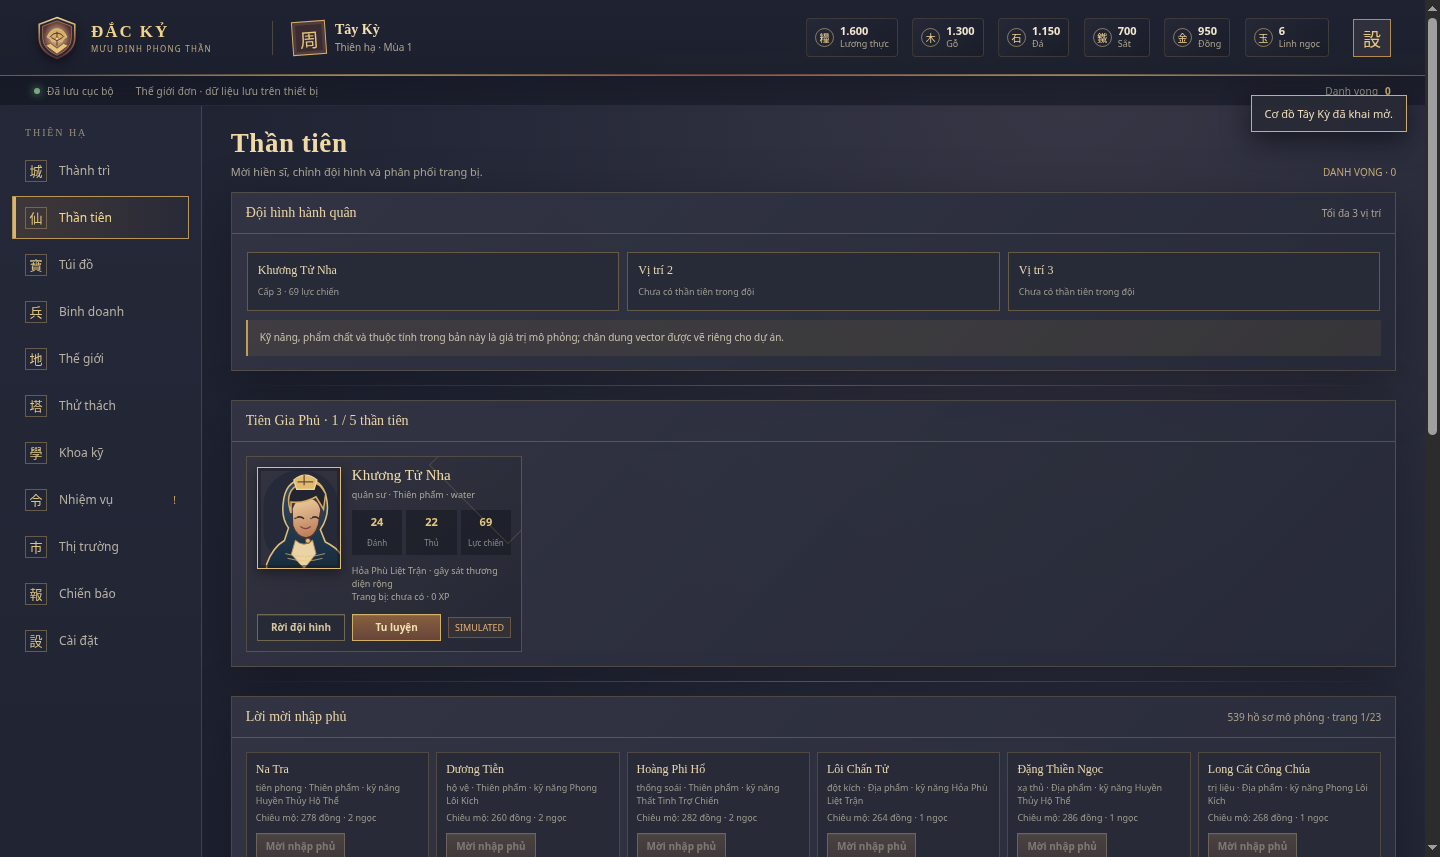 ĐẮC KỶ
MƯU ĐỊNH PHONG THẦN
周
Tây Kỳ
Thiên hạ · Mùa 1
糧 1.600 Lương thực
木 1.300 Gỗ
石 1.150 Đá
鐵 700 Sắt
金 950 Đồng
玉 6 Linh ngọc
設
Đã lưu cục bộ
Thế giới đơn · dữ liệu lưu trên thiết bị
Danh vọng 0
Cơ đồ Tây Kỳ đã khai mở.
THIÊN HẠ
城 Thành trì
仙 Thần tiên
寶 Túi đồ
兵 Binh doanh
地 Thế giới
塔 Thử thách
學 Khoa kỹ
令 Nhiệm vụ !
市 Thị trường
報 Chiến báo
設 Cài đặt
Thần tiên
Mời hiền sĩ, chỉnh đội hình và phân phối trang bị.
DANH VỌNG · 0
Đội hình hành quân
Tối đa 3 vị trí
Khương Tử Nha
Cấp 3 · 69 lực chiến
Vị trí 2
Chưa có thần tiên trong đội
Vị trí 3
Chưa có thần tiên trong đội
Kỹ năng, phẩm chất và thuộc tính trong bản này là giá trị mô phỏng; chân dung vector được vẽ riêng cho dự án.
Tiên Gia Phủ · 1 / 5 thần tiên
Khương Tử Nha
quân sư · Thiên phẩm · water
24 22 69
Đánh Thủ Lực chiến
Hỏa Phù Liệt Trận · gây sát thương
diện rộng
Trang bị: chưa có · 0 XP
Rời đội hình
Tu luyện
SIMULATED
Lời mời nhập phủ
539 hồ sơ mô phỏng · trang 1/23
Na Tra
tiên phong · Thiên phẩm · kỹ năng
Huyền Thủy Hộ Thể
Chiêu mộ: 278 đồng · 2 ngọc
Mời nhập phủ
Dương Tiễn
hộ vệ · Thiên phẩm · kỹ năng Phong
Lôi Kích
Chiêu mộ: 260 đồng · 2 ngọc
Mời nhập phủ
Hoàng Phi Hổ
thống soái · Thiên phẩm · kỹ năng
Thất Tinh Trợ Chiến
Chiêu mộ: 282 đồng · 2 ngọc
Mời nhập phủ
Lôi Chấn Tử
đột kích · Địa phẩm · kỹ năng Hỏa Phù
Liệt Trận
Chiêu mộ: 264 đồng · 1 ngọc
Mời nhập phủ
Đặng Thiền Ngọc
xạ thủ · Địa phẩm · kỹ năng Huyền
Thủy Hộ Thể
Chiêu mộ: 286 đồng · 1 ngọc
Mời nhập phủ
Long Cát Công Chúa
trị liệu · Địa phẩm · kỹ năng Phong Lôi
Kích
Chiêu mộ: 268 đồng · 1 ngọc
Mời nhập phủ